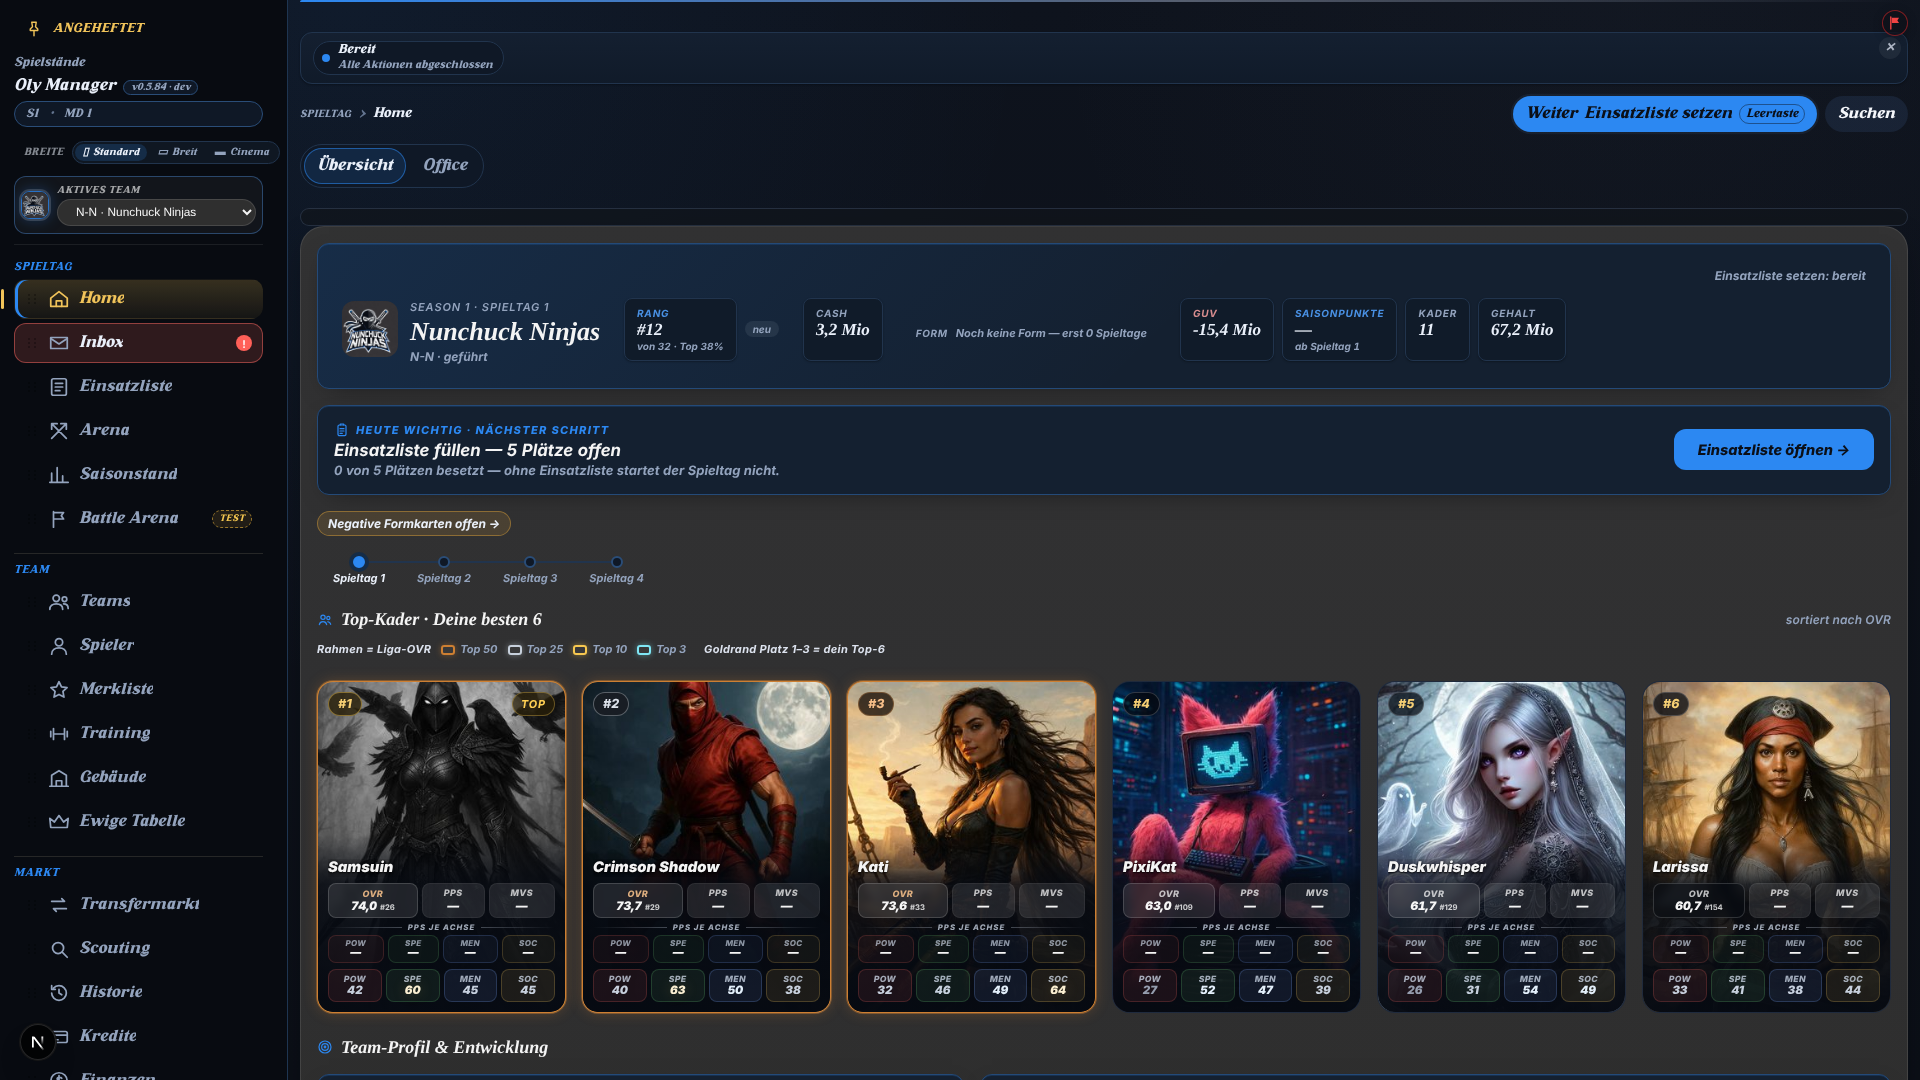 ANGEHEFTET
Spielstände
Oly Manager v0.5.84 · dev
S1 · MD 1
BREITE Standard Breit Cinema
AKTIVES TEAM
N-N · Nunchuck Ninjas
SPIELTAG
Home
Inbox !
Einsatzliste
Arena
Saisonstand
Battle Arena TEST
TEAM
Teams
Spieler
Merkliste
Training
Gebäude
Ewige Tabelle
MARKT
Transfermarkt
Scouting
Historie
Kredite
Finanzen
N
Bereit
Alle Aktionen abgeschlossen
×
SPIELTAG › Home
Weiter Einsatzliste setzen Leertaste
Suchen
Übersicht Office
Einsatzliste setzen: bereit
NUNCHUCK NINJAS
SEASON 1 · SPIELTAG 1
Nunchuck Ninjas
N-N · geführt
RANG
#12
von 32 · Top 38%
neu
CASH
3,2 Mio
FORM Noch keine Form — erst 0 Spieltage
GUV
-15,4 Mio
SAISONPUNKTE
—
ab Spieltag 1
KADER
11
GEHALT
67,2 Mio
HEUTE WICHTIG · NÄCHSTER SCHRITT
Einsatzliste füllen — 5 Plätze offen
0 von 5 Plätzen besetzt — ohne Einsatzliste startet der Spieltag nicht.
Einsatzliste öffnen →
Negative Formkarten offen →
Spieltag 1 Spieltag 2 Spieltag 3 Spieltag 4
Top-Kader · Deine besten 6
sortiert nach OVR
Rahmen = Liga-OVR Top 50 Top 25 Top 10 Top 3 Goldrand Platz 1–3 = dein Top-6
#1 TOP
Samsuin
OVR PPS MVS
74,0 #26 — —
PPS JE ACHSE
POW SPE MEN SOC
— — — —
POW SPE MEN SOC
42 60 45 45
#2
Crimson Shadow
OVR PPS MVS
73,7 #29 — —
PPS JE ACHSE
POW SPE MEN SOC
— — — —
POW SPE MEN SOC
40 63 50 38
#3
Kati
OVR PPS MVS
73,6 #33 — —
PPS JE ACHSE
POW SPE MEN SOC
— — — —
POW SPE MEN SOC
32 46 49 64
#4
PixiKat
OVR PPS MVS
63,0 #109 — —
PPS JE ACHSE
POW SPE MEN SOC
— — — —
POW SPE MEN SOC
27 52 47 39
#5
Duskwhisper
OVR PPS MVS
61,7 #129 — —
PPS JE ACHSE
POW SPE MEN SOC
— — — —
POW SPE MEN SOC
26 31 54 49
#6
Larissa
OVR PPS MVS
60,7 #154 — —
PPS JE ACHSE
POW SPE MEN SOC
— — — —
POW SPE MEN SOC
33 41 38 44
Team-Profil & Entwicklung